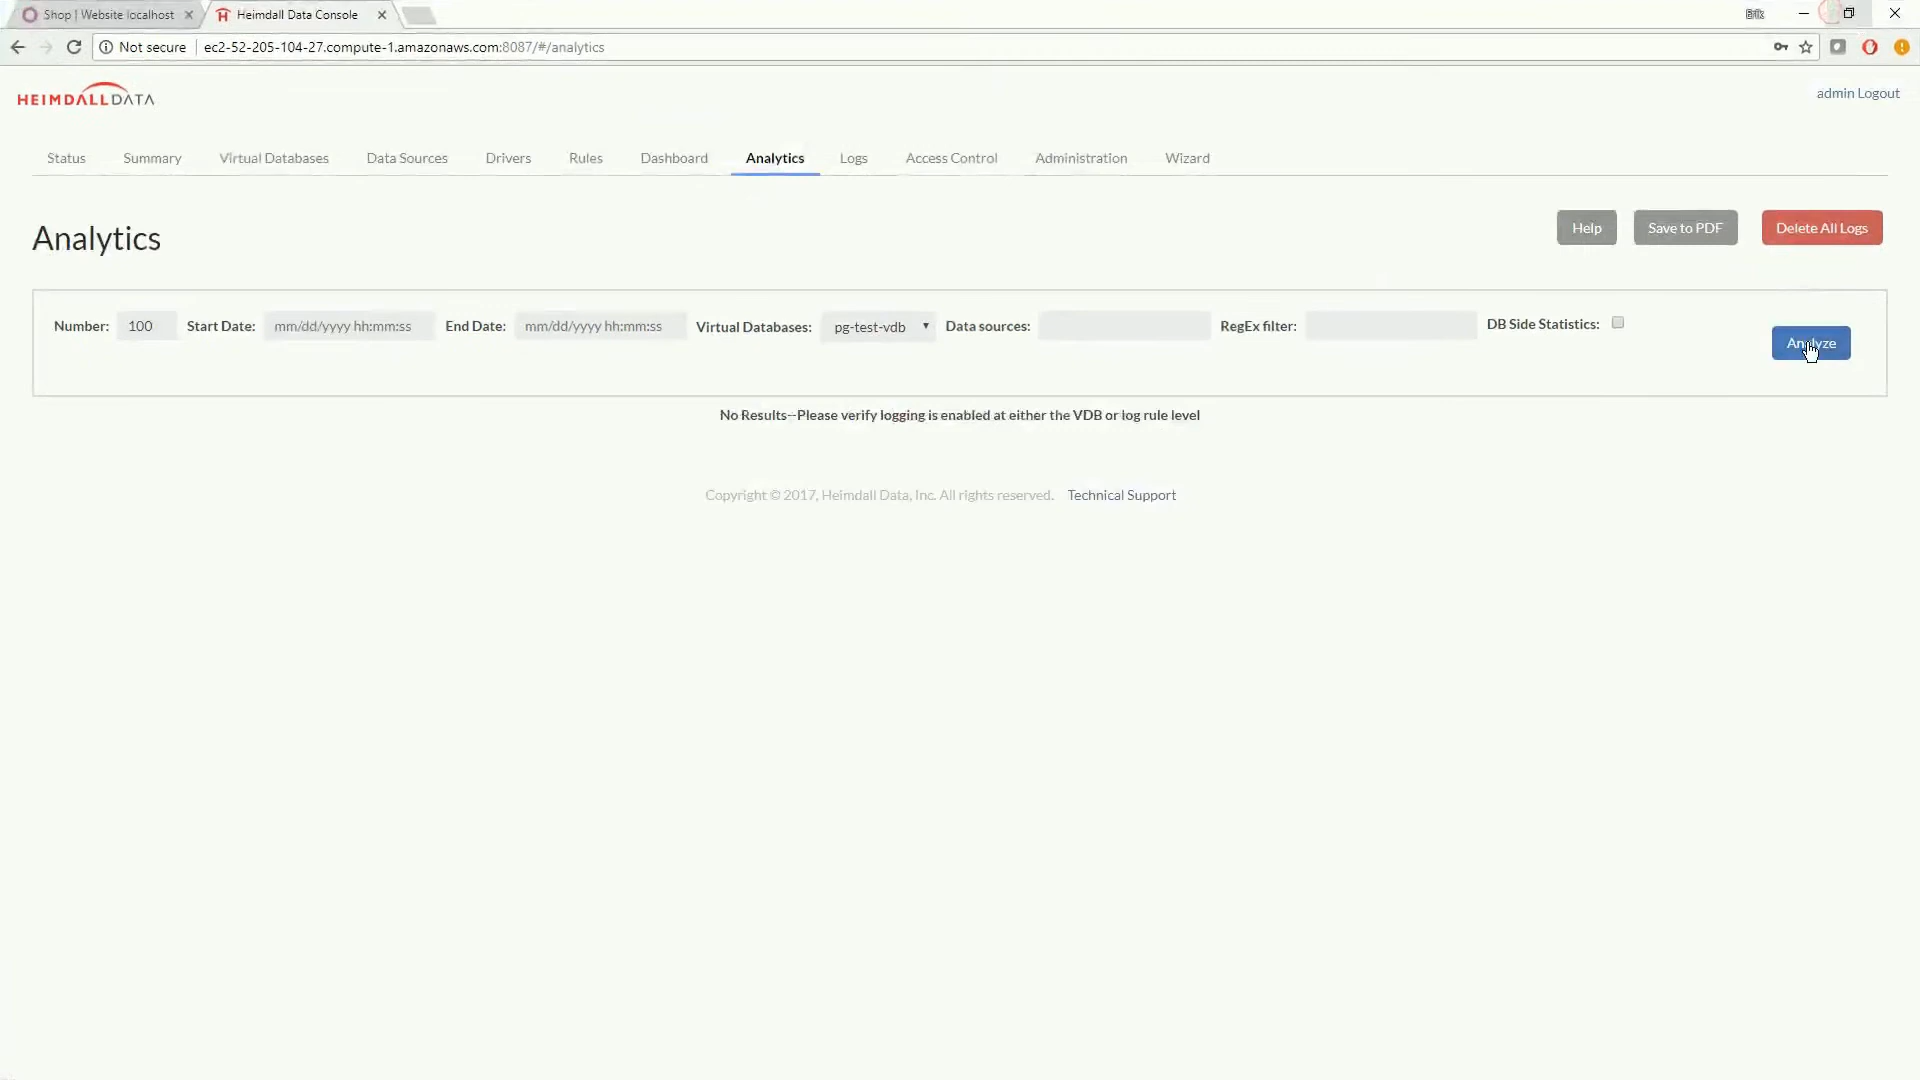 Shop | Website localhost
Heimdall Data Console
Erik
Not secure
ec2-52-205-104-27.compute-1.amazonaws.com:8087/#/analytics
HEIMDALLDATA
admin Logout
Status Summary Virtual Databases Data Sources Drivers Rules Dashboard Analytics Logs Access Control Administration Wizard
Analytics
Help Save to PDF Delete All Logs
Number: 100 Start Date: mm/dd/yyyy hh:mm:ss End Date: mm/dd/yyyy hh:mm:ss Virtual Databases: pg-test-vdb Data sources: RegEx filter: DB Side Statistics:
Analyze
No Results--Please verify logging is enabled at either the VDB or log rule level
Copyright © 2017, Heimdall Data, Inc. All rights reserved. Technical Support